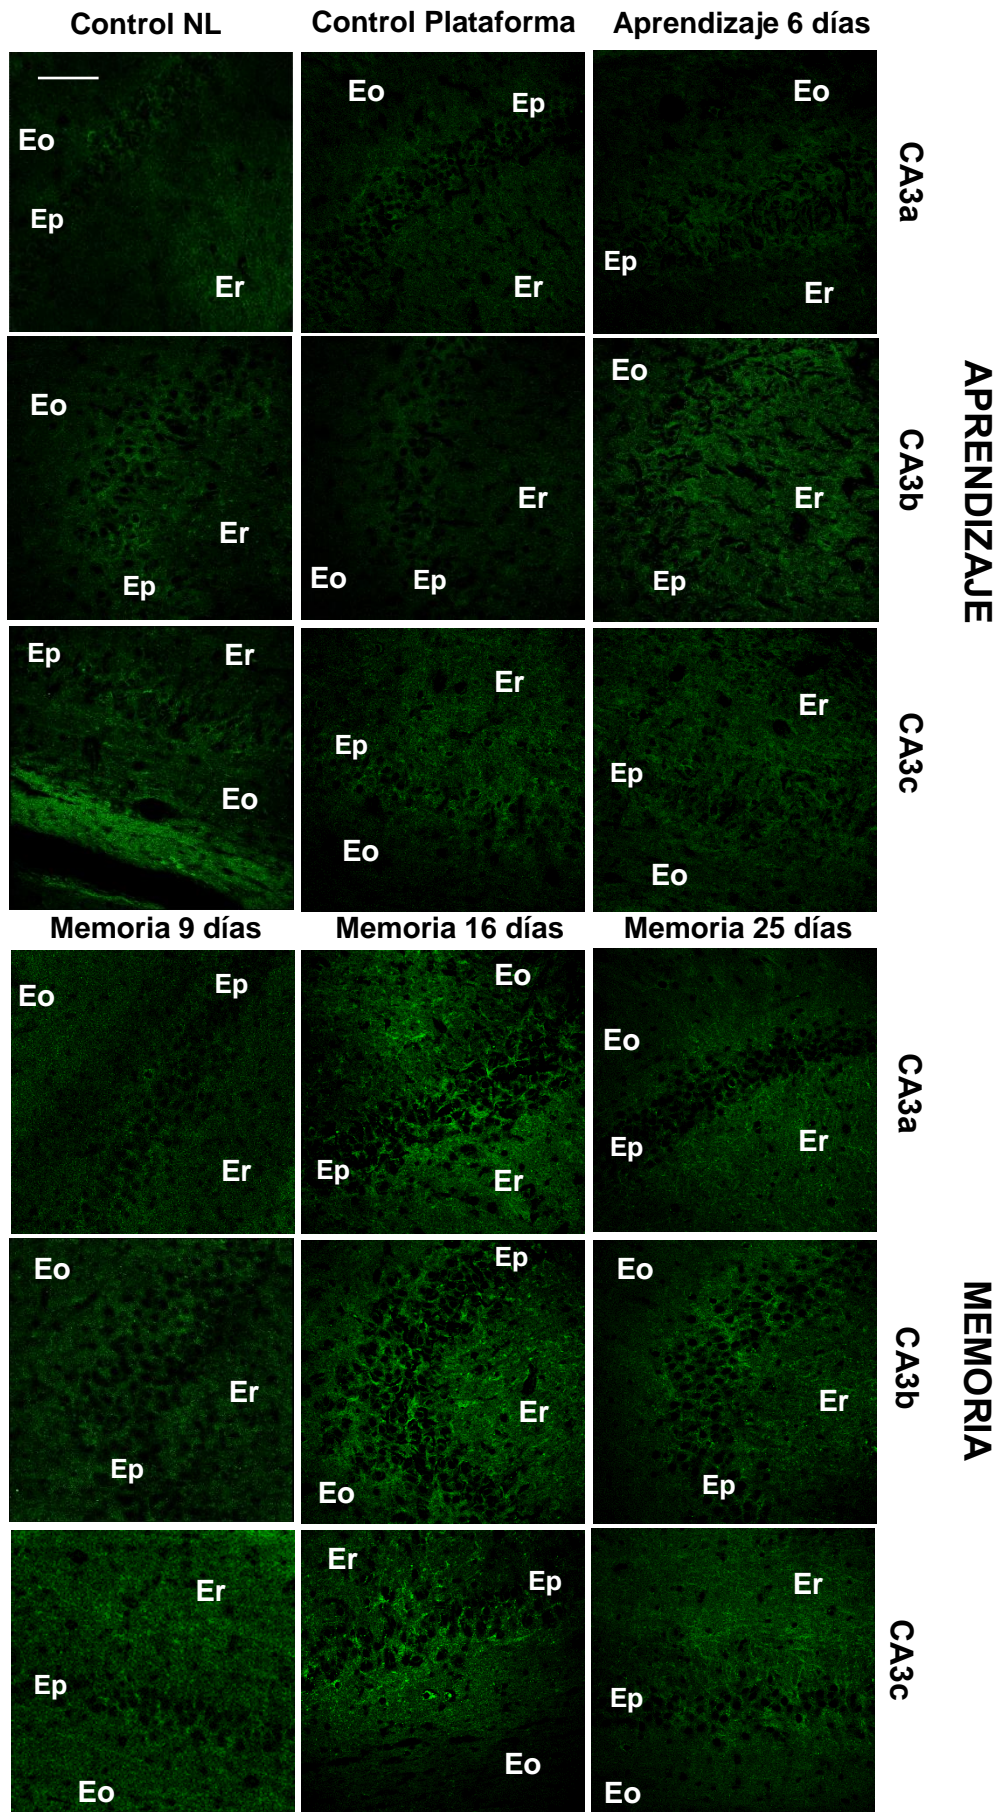 Control NL
Control Plataforma
Aprendizaje 6 días
Eo
Ep
Er
Eo
Ep
Er
Eo
Ep
Er
CA3a
Eo
Er
Ep
Er
Eo
Ep
Eo
Er
Ep
CA3b
APRENDIZAJE
Ep
Er
Eo
Er
Ep
Eo
Er
Ep
Eo
CA3c
Memoria 9 días
Memoria 16 días
Memoria 25 días
Eo
Ep
Er
Eo
Ep
Er
Eo
Ep
Er
CA3a
Eo
Er
Ep
Ep
Er
Eo
Eo
Er
Ep
CA3b
MEMORIA
Er
Ep
Eo
Er
Ep
Eo
Er
Ep
Eo
CA3c